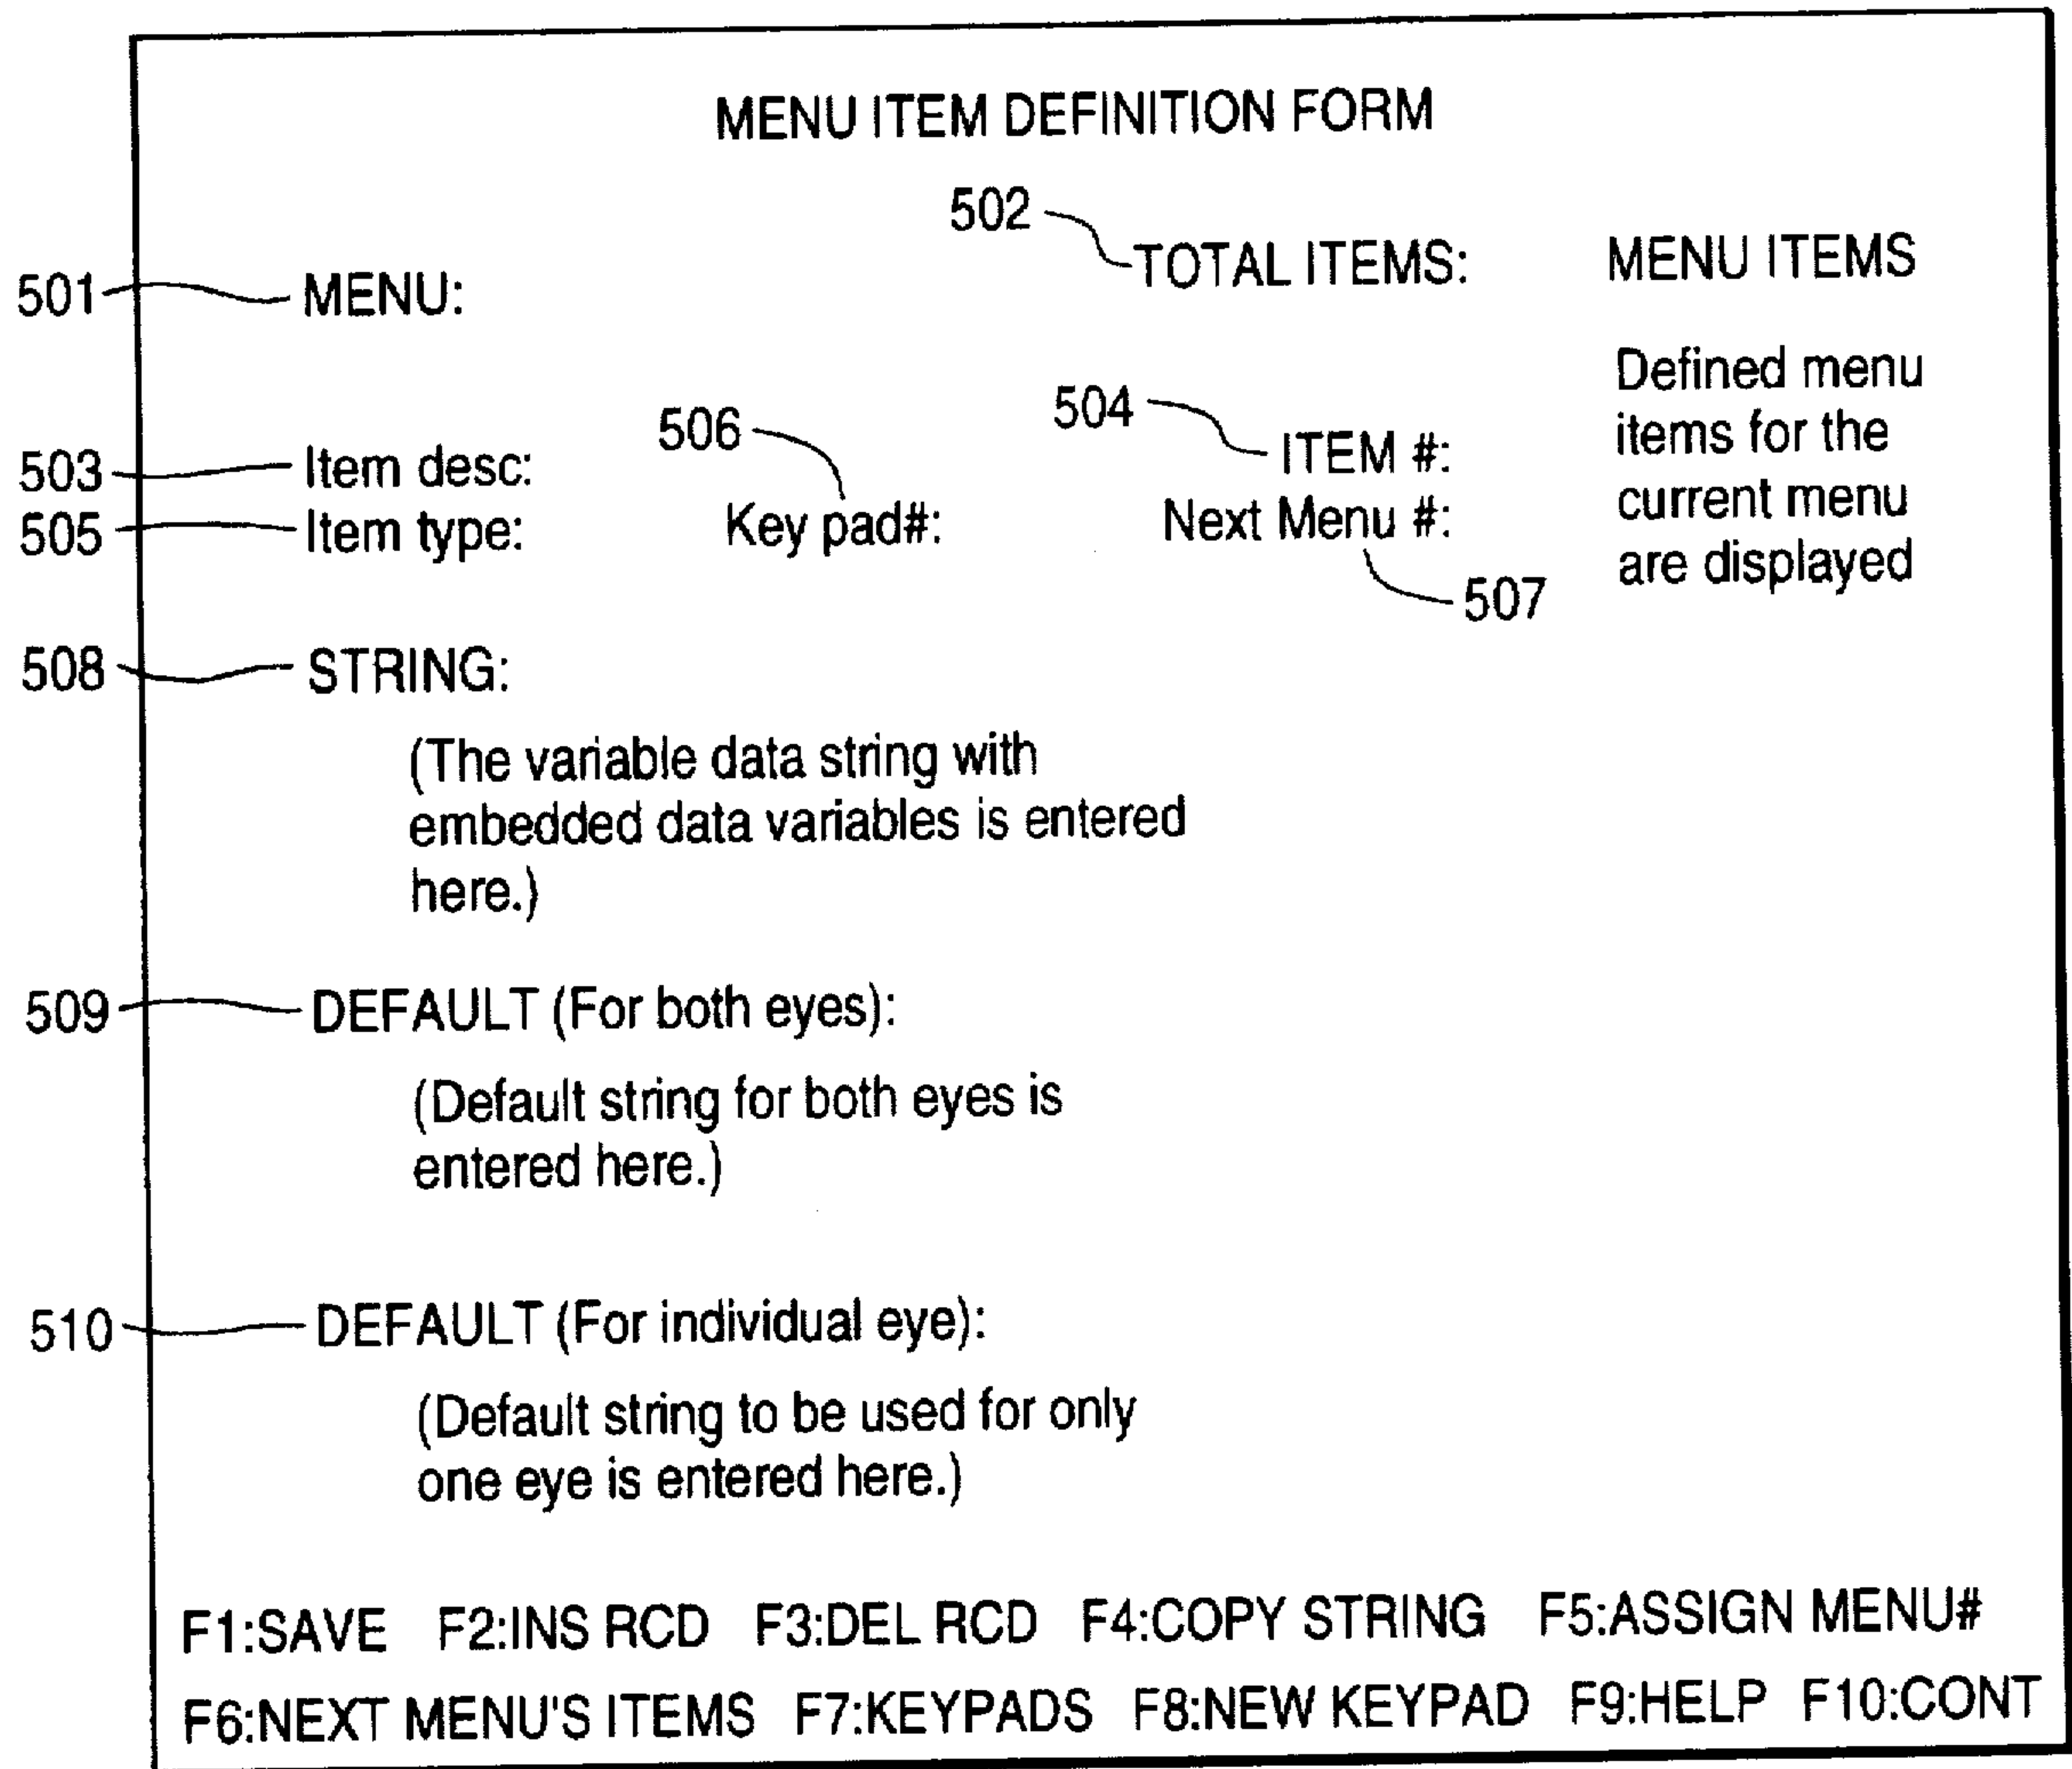 MENU ITEM DEFINITION FORM
502
TOTAL ITEMS: MENU ITEMS
501 MENU:
Defined menu
items for the
current menu
are displayed
506 504
503 Item desc: ITEM #:
505 Item type: Key pad#: Next Menu #:
507
508 STRING:
(The variable data string with
embedded data variables is entered
here.)
509 DEFAULT (For both eyes):
(Default string for both eyes is
entered here.)
510 DEFAULT (For individual eye):
(Default string to be used for only
one eye is entered here.)
F1:SAVE F2:INS RCD F3:DEL RCD F4:COPY STRING F5:ASSIGN MENU#
F6:NEXT MENU'S ITEMS F7:KEYPADS F8:NEW KEYPAD F9:HELP F10:CONT